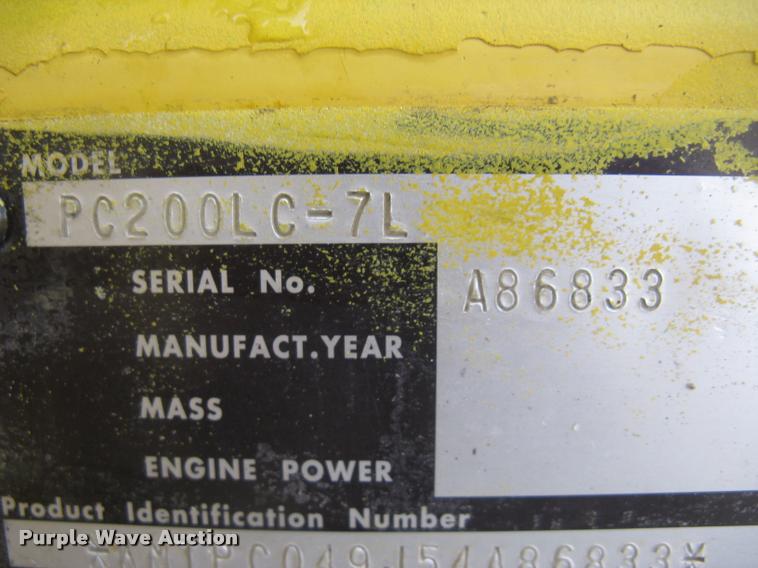 MODEL
PC200LC-7L
SERIAL No. A86833
MANUFACT.YEAR
MASS
ENGINE POWER
Product Identification Number
Purple Wave Auction